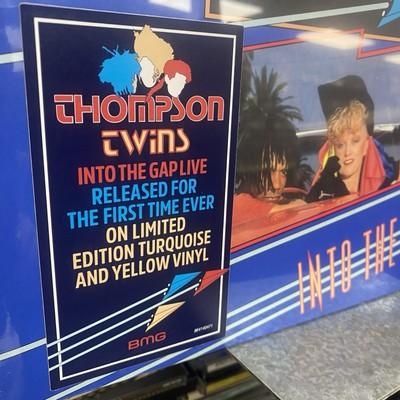 THOMPSON
TWINS
INTO THE GAP LIVE
RELEASED FOR
THE FIRST TIME EVER
ON LIMITED
EDITION TURQUOISE
AND YELLOW VINYL
BMG
INTO THE